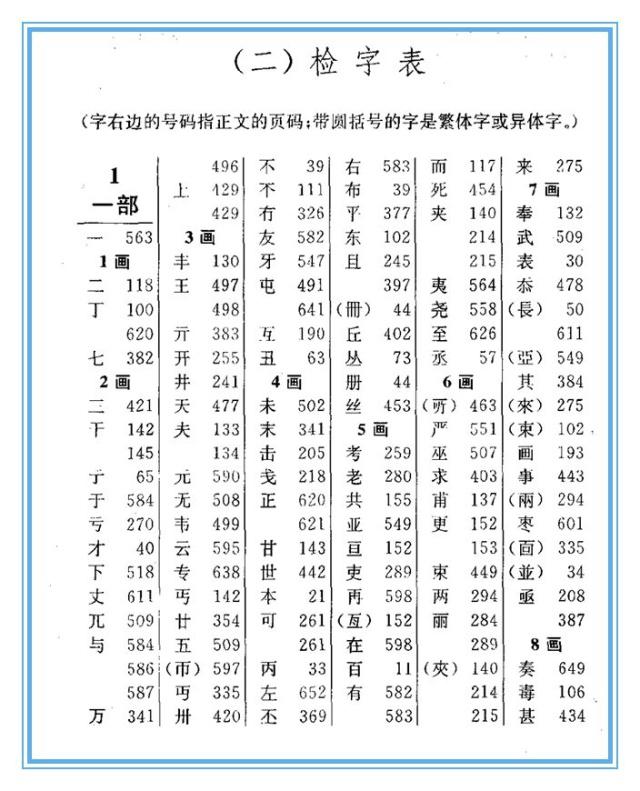 (二)检字表
(字右边的号码指正文的页码;带圆括号的字是繁体字或异体字。)
1
一部
一 563
1画
二 118
丁 100
620
七 382
2画
三 421
干 142
145
亍 65
于 584
亏 270
才 40
下 518
丈 611
兀 509
与 584
586
587
万 341
496
上 429
429
3画
丰 130
王 497
498
亓 383
开 255
井 241
天 477
夫 133
134
元 590
无 508
韦 499
云 595
专 638
丐 142
廿 354
五 509
(帀) 597
丏 335
卅 420
不 39
不 111
冇 326
友 582
牙 547
屯 491
641
互 190
丑 63
4画
未 502
末 341
击 205
戋 218
正 620
621
甘 143
世 442
本 21
可 261
261
丙 33
左 652
丕 369
右 583
布 39
平 377
东 102
且 245
397
(冊) 44
丘 402
丛 73
册 44
丝 453
5画
考 259
老 280
共 155
亚 549
亘 152
吏 289
再 598
(亙) 152
在 598
百 11
有 582
583
而 117
死 454
夹 140
214
215
夷 564
尧 558
至 626
丞 57
6画
(所) 463
严 551
巫 507
求 403
甫 137
更 152
153
束 449
两 294
丽 284
289
(夾) 140
214
215
来 275
7画
奉 132
武 509
表 30
忝 478
(長) 50
611
(亞) 549
其 384
(來) 275
(東) 102
画 193
事 443
(兩) 294
枣 601
(面) 335
(並) 34
亟 208
387
8画
奏 649
毒 106
甚 434